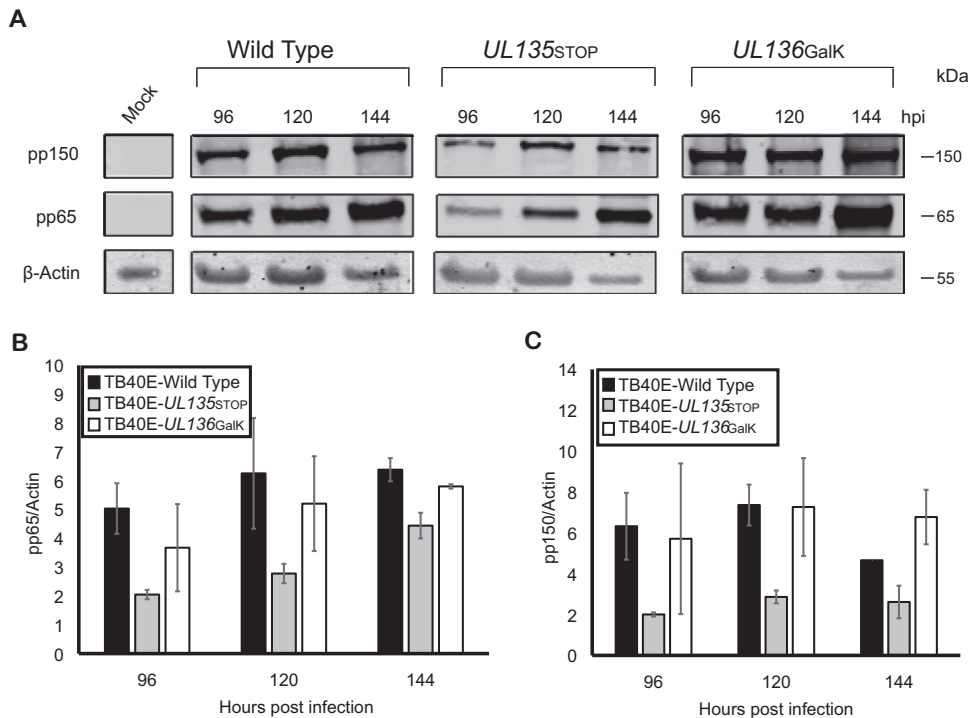 A
Wild Type
UL135STOP
UL136GalK
kDa
Mock
96 120 144
96 120 144
96 120 144
hpi
pp150
150
pp65
65
β-Actin
55
B
10
9
8
7
6
5
4
3
2
1
0
pp65/Actin
TB40E-Wild Type
TB40E-UL135STOP
TB40E-UL136GalK
96 120 144
Hours post infection
C
14
12
10
8
6
4
2
0
pp150/Actin
TB40E-Wild Type
TB40E-UL135STOP
TB40E-UL136GalK
96 120 144
Hours post infection